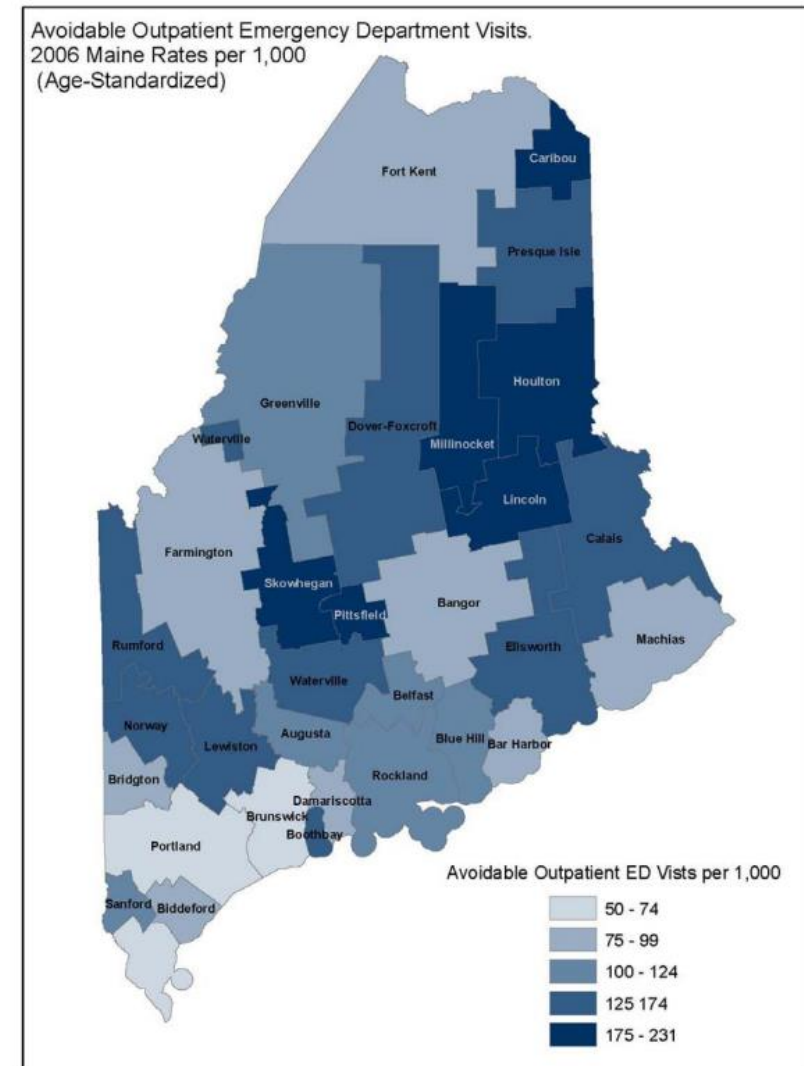 Avoidable Outpatient Emergency Department Visits.
2006 Maine Rates per 1,000
(Age-Standardized)
Caribou
Fort Kent
Presque Isle
Houlton
Greenville
Dover-Foxcroft
Waterville
Millinocket
Lincoln
Calais
Farmington
Skowhegan
Bangor
Pittsfield
Machias
Rumford
Ellsworth
Waterville
Belfast
Norway
Augusta
Blue Hill
Lewiston
Bar Harbor
Rockland
Bridgton
Damariscotta
Brunswick
Boothbay
Portland
Sanford
Biddeford
Avoidable Outpatient ED Vists per 1,000
50 - 74
75 - 99
100 - 124
125 174
175 - 231